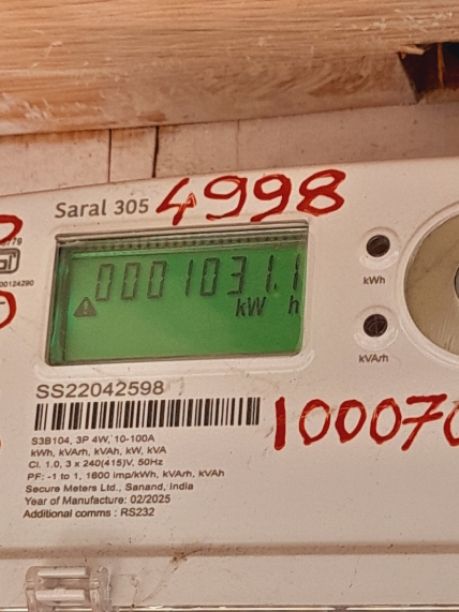 Saral 305 4998
00124290
0001031.1
kW h
kWh
kVArh
SS22042598
S3B104, 3P 4W, 10-100A
kWh, kVArh, kVAh, kW, kVA
Cl. 1.0, 3 x 240(415)V, 50Hz
PF: -1 to 1, 1600 imp/kWh, kVArh, kVAh
Secure Meters Ltd., Sanand, India
Year of Manufacture: 02/2025
Additional comms : RS232
100070